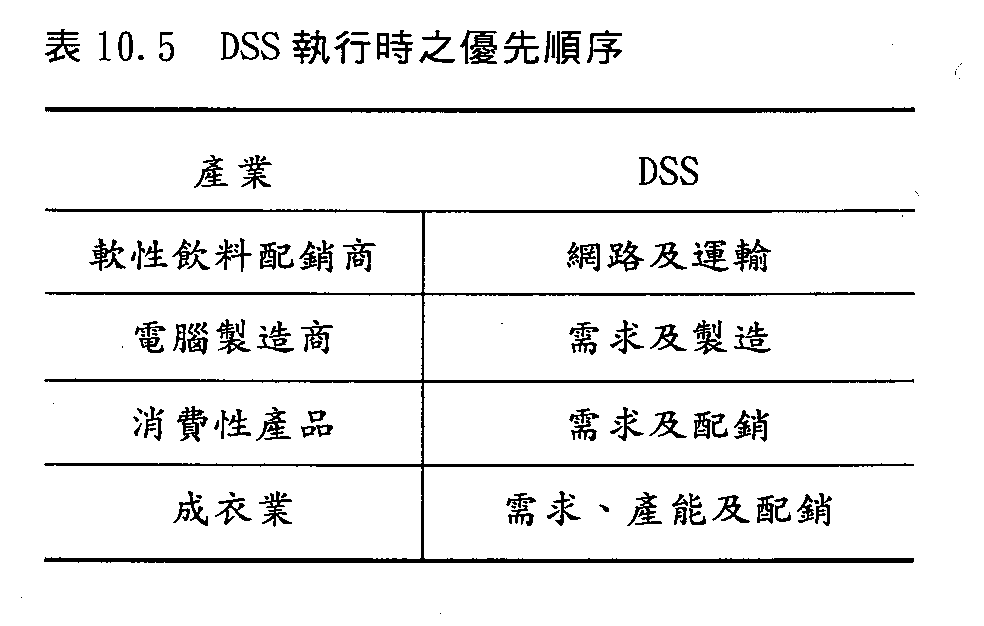 表 10.5 DSS 執行時之優先順序
產業 DSS
軟性飲料配銷商 網路及運輸
電腦製造商 需求及製造
消費性產品 需求及配銷
成衣業 需求、產能及配銷